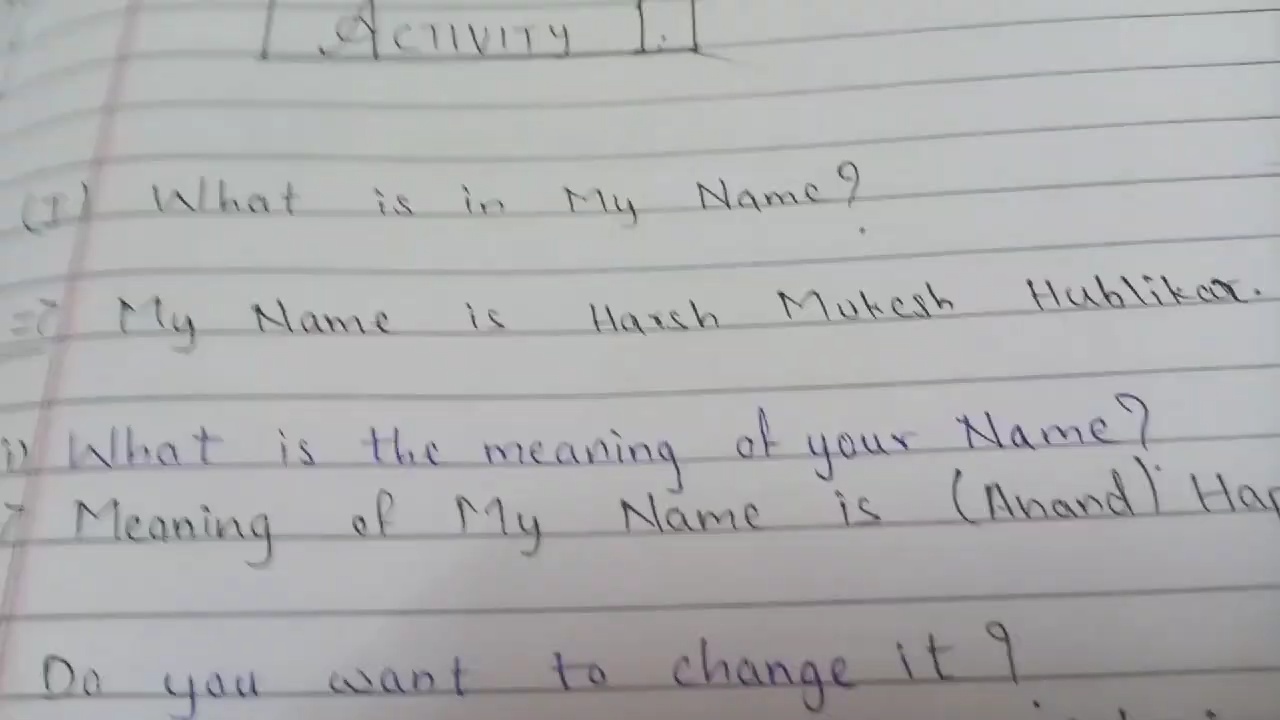 Activity 1.
(I) What is in My Name?
=> My Name is Harsh Mukesh Hublikar.
i) What is the meaning of your Name?
Meaning of My Name is (Anand)
Do you want to change it?